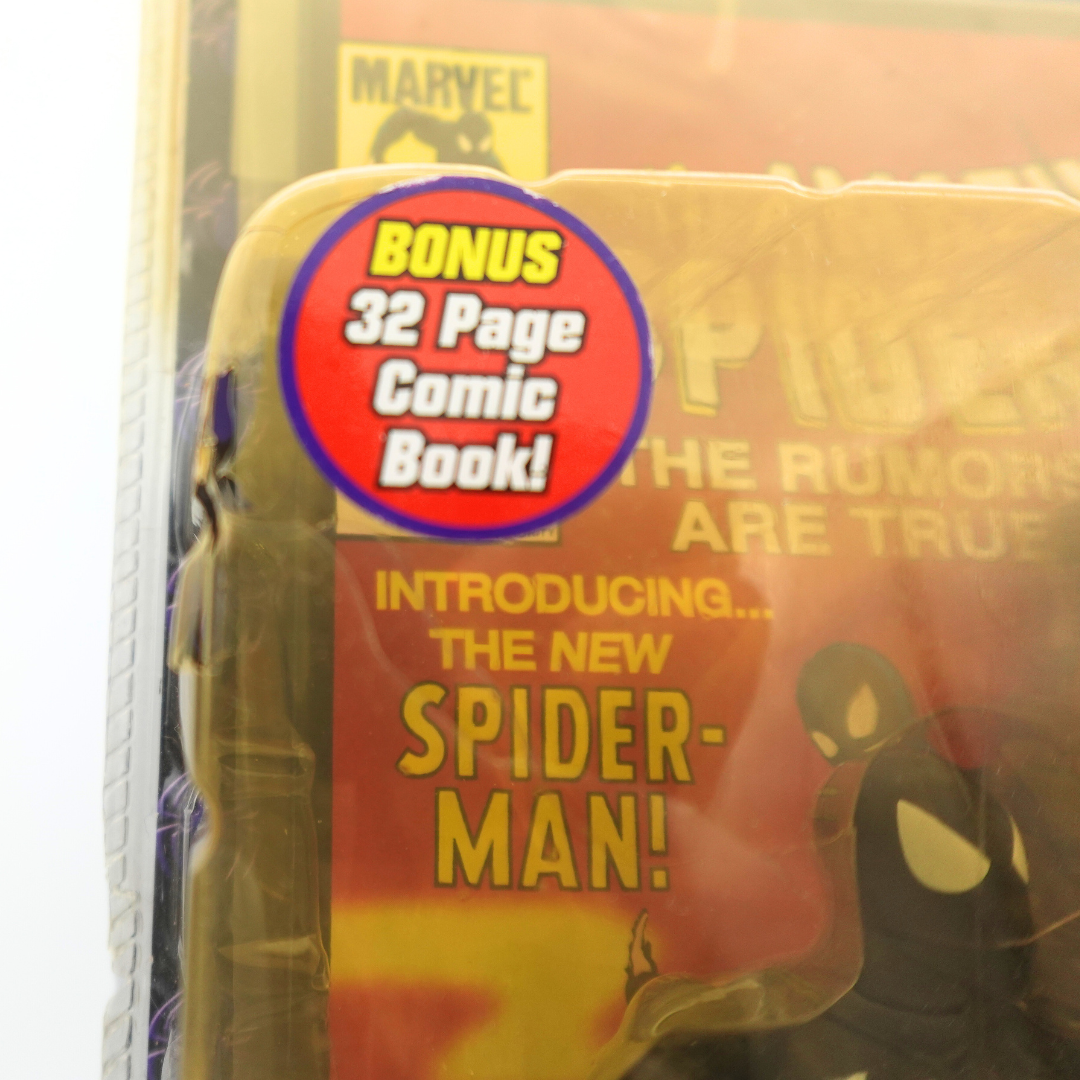 MARVEL
BONUS
32 Page
Comic
Book!
THE RUMORS
ARE TRUE
INTRODUCING...
THE NEW
SPIDER-
MAN!